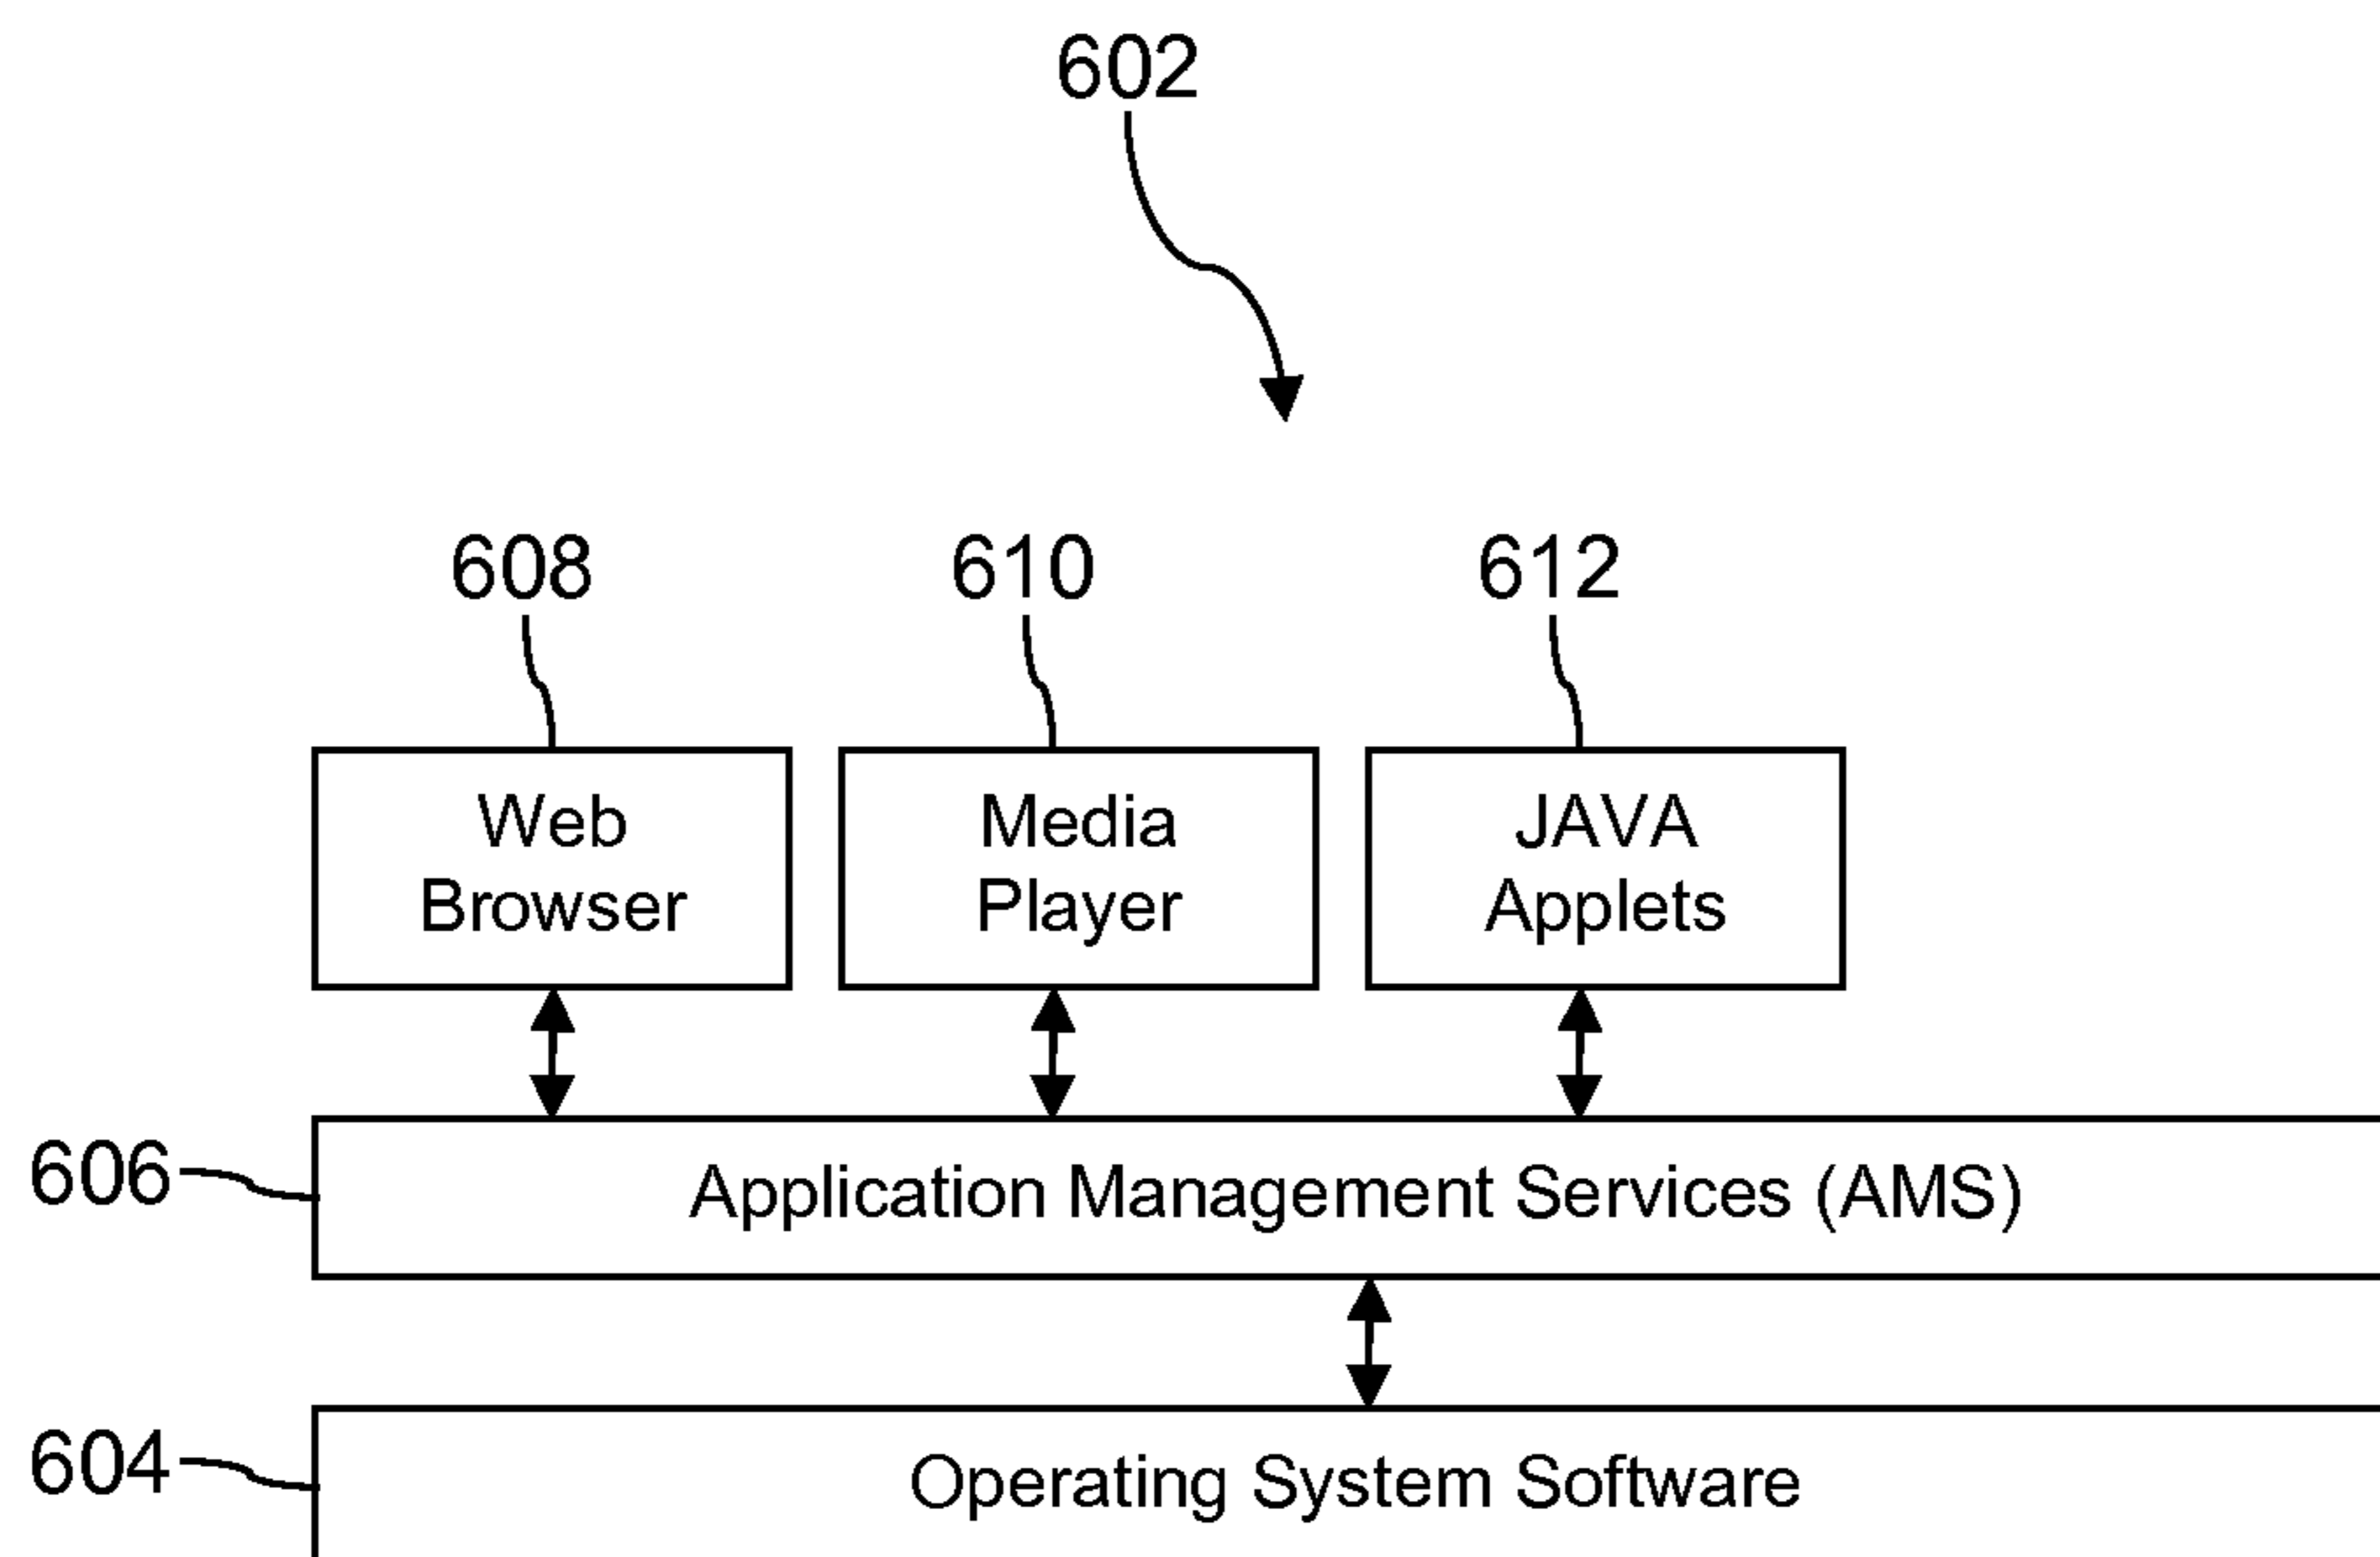 602
608
610
612
Web
Browser
Media
Player
JAVA
Applets
606
Application Management Services (AMS)
604
Operating System Software